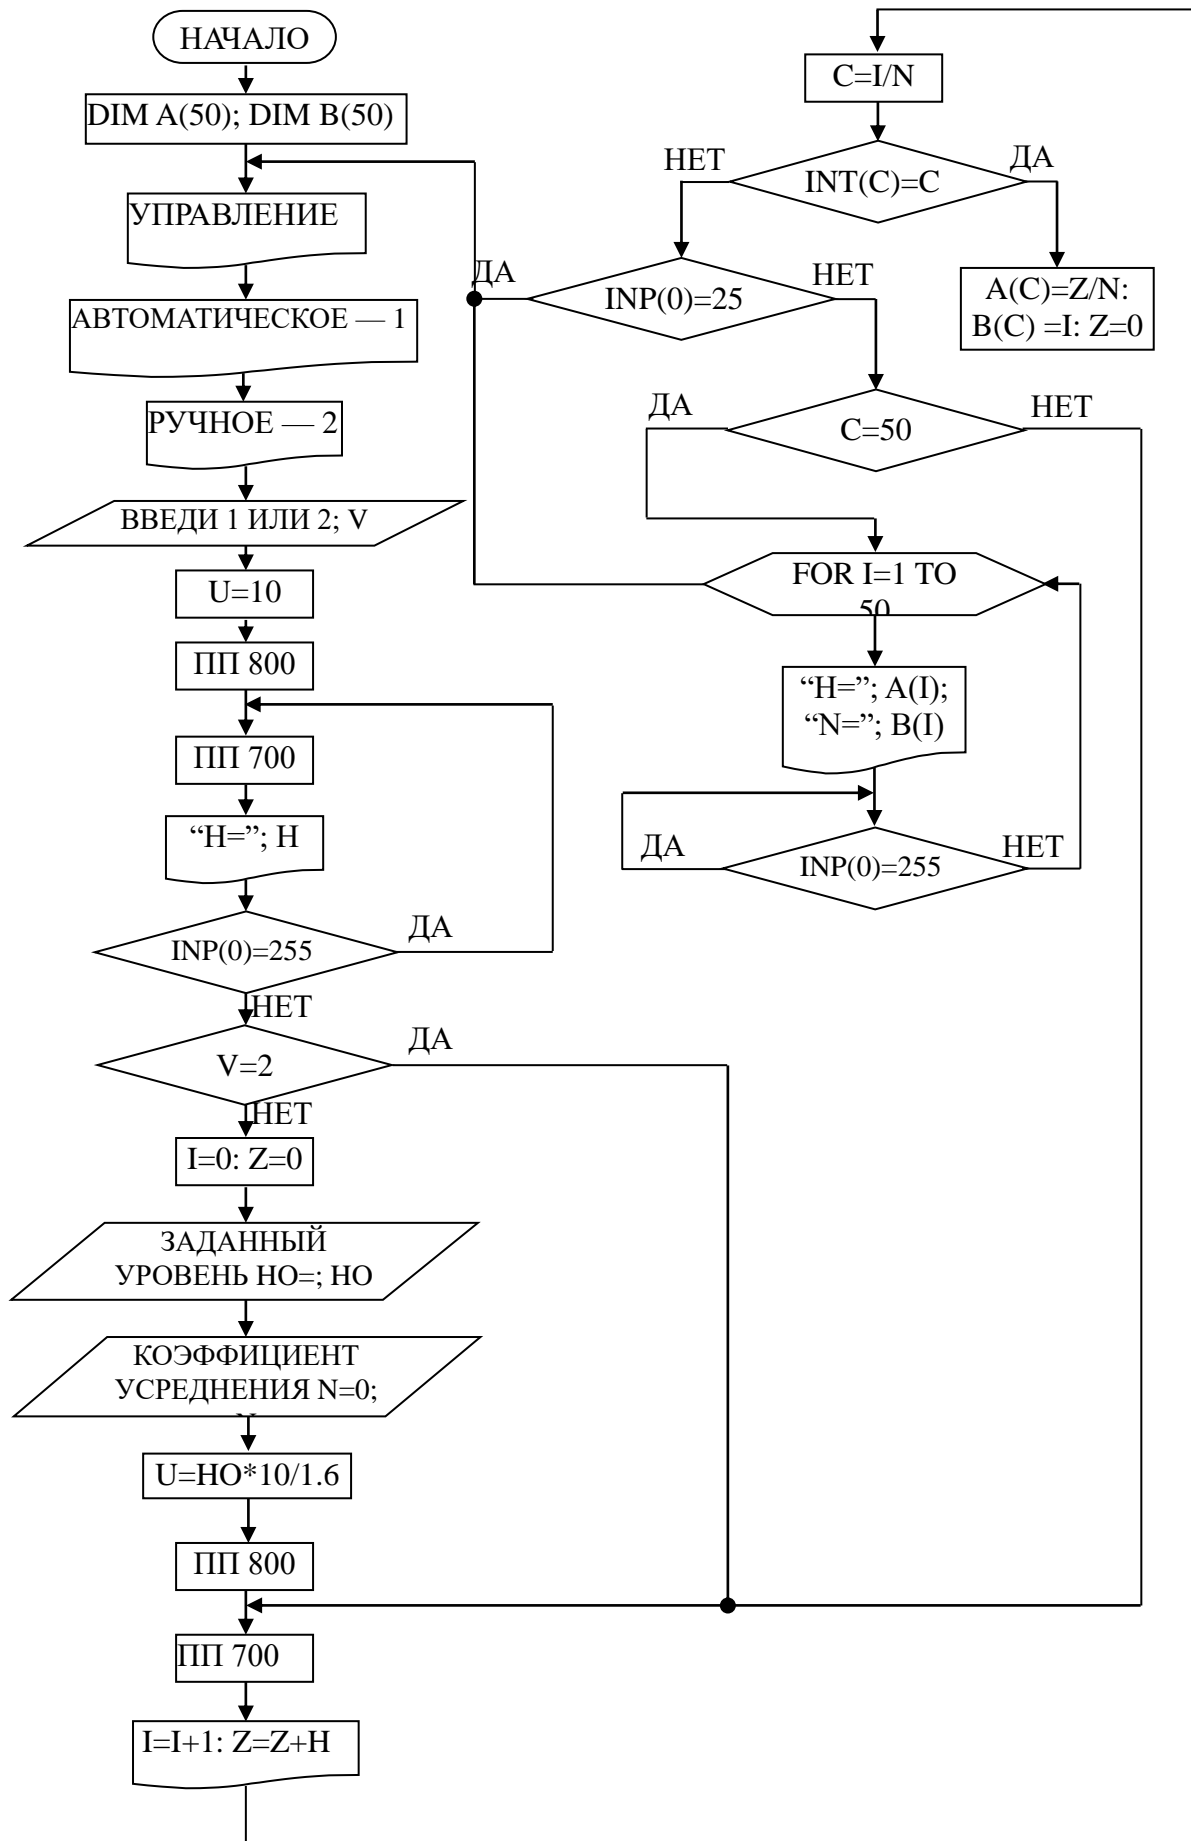 НАЧАЛО
DIM A(50); DIM B(50)
УПРАВЛЕНИЕ
АВТОМАТИЧЕСКОЕ — 1
РУЧНОЕ — 2
ВВЕДИ 1 ИЛИ 2; V
U=10
ПП 800
ПП 700
“H=”; H
INP(0)=255
ДА
НЕТ
V=2
ДА
НЕТ
I=0: Z=0
ЗАДАННЫЙ
УРОВЕНЬ HO=; HO
КОЭФФИЦИЕНТ
УСРЕДНЕНИЯ N=0;
U=HO*10/1.6
ПП 800
ПП 700
I=I+1: Z=Z+H
C=I/N
НЕТ
ДА
INT(C)=C
A(C)=Z/N:
B(C) =I: Z=0
ДА
НЕТ
INP(0)=25
ДА
НЕТ
C=50
FOR I=1 TO
50
“H=”; A(I);
“N=”; B(I)
ДА
НЕТ
INP(0)=255